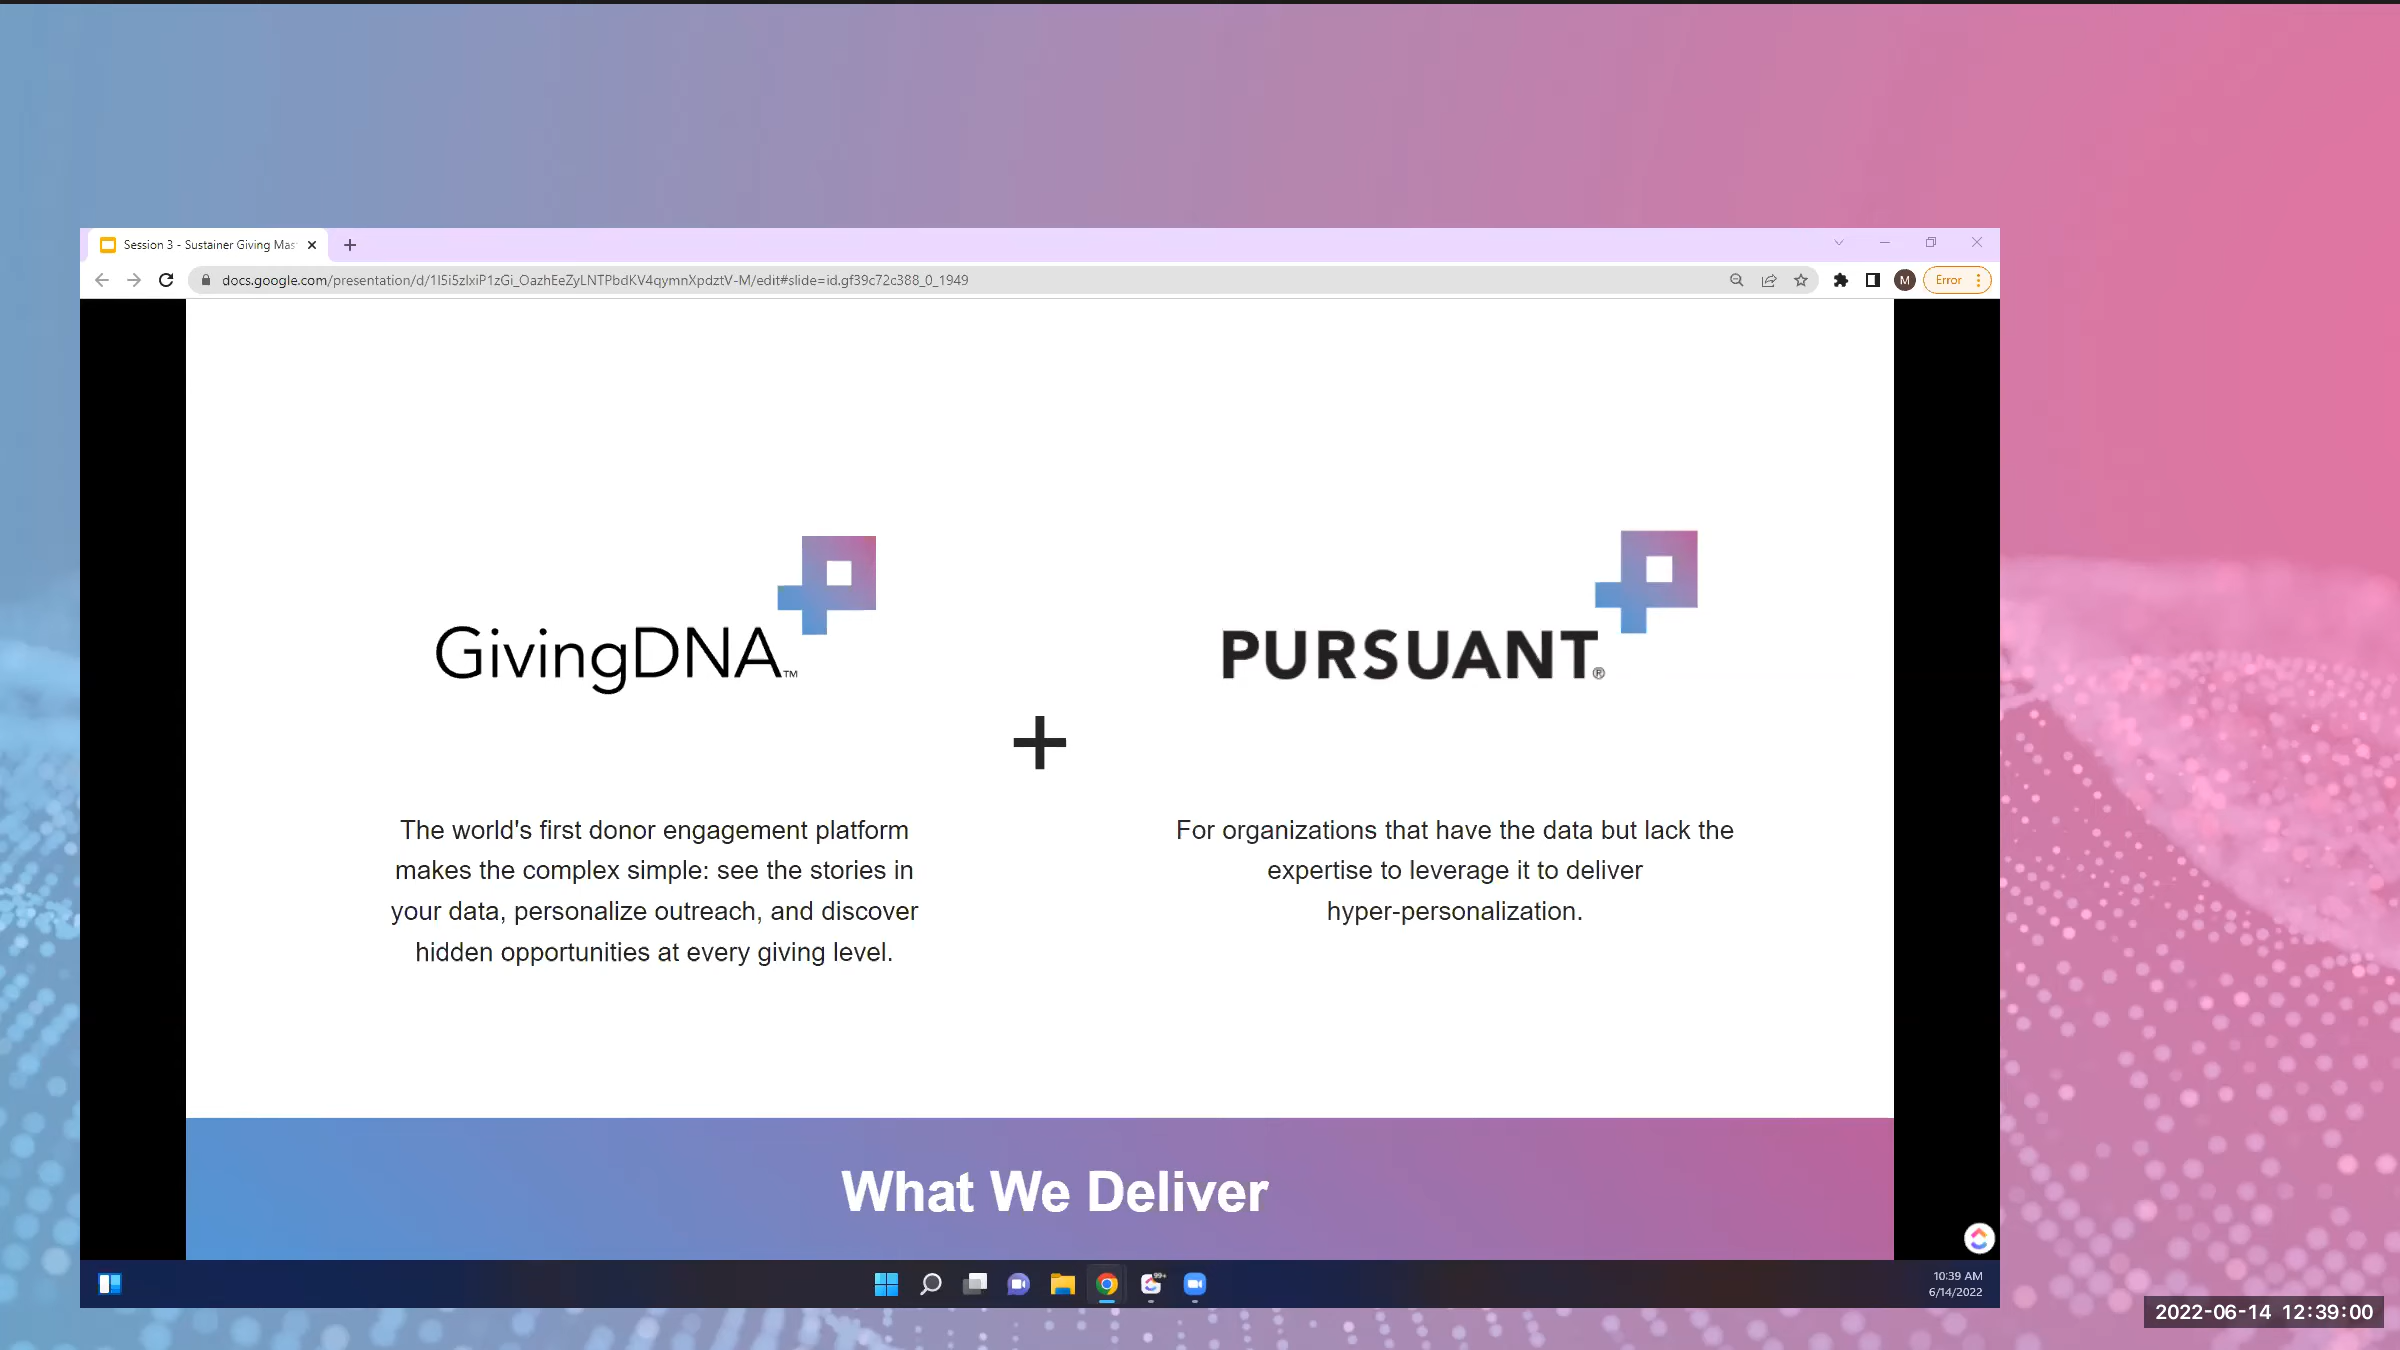 Session 3 - Sustainer Giving Mas
docs.google.com/presentation/d/1I5i5zlxiP1zGi_OazhEeZyLNTPbdKV4qymnXpdztV-M/edit#slide=id.gf39c72c388_0_1949
M
Error
GivingDNA™
PURSUANT®
+
The world's first donor engagement platform
makes the complex simple: see the stories in
your data, personalize outreach, and discover
hidden opportunities at every giving level.
For organizations that have the data but lack the
expertise to leverage it to deliver
hyper-personalization.
What We Deliver
99+
10:39 AM
6/14/2022
2022-06-14 12:39:00